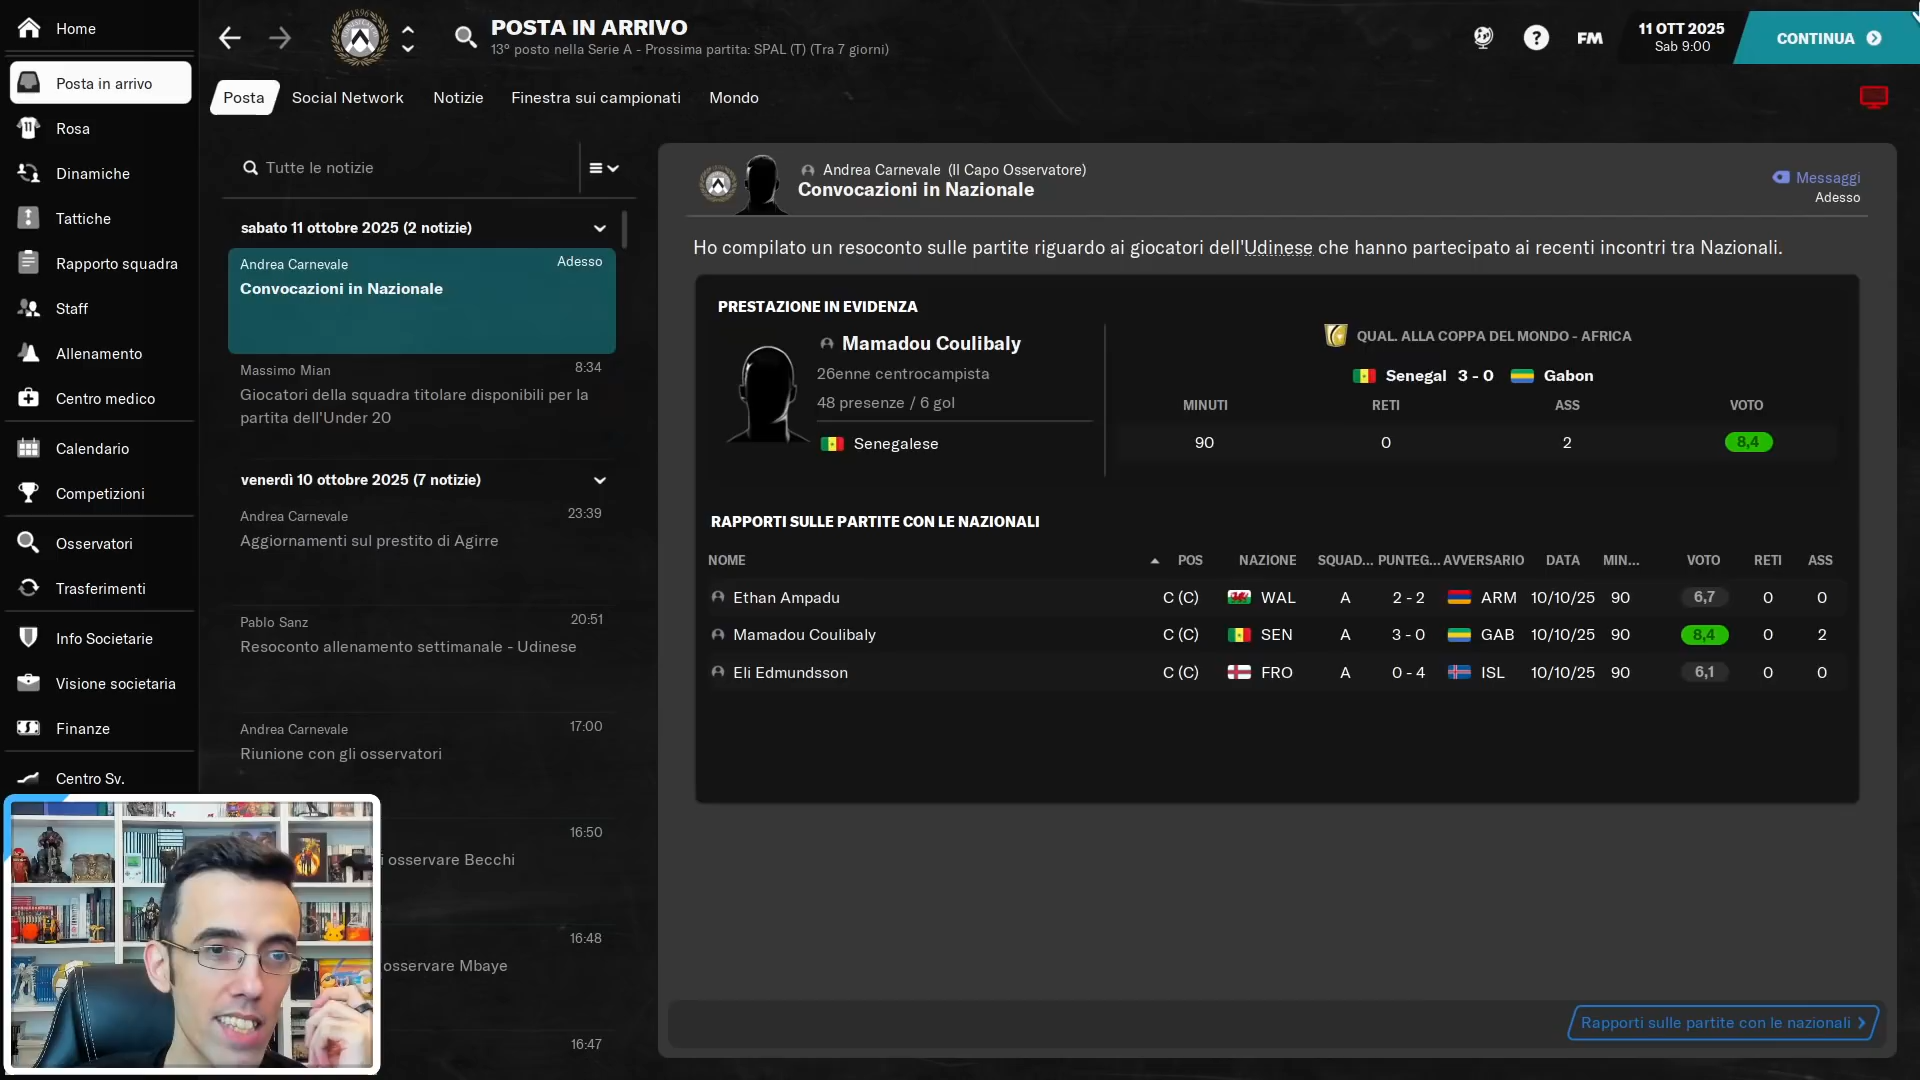 Home
Posta in arrivo
Rosa
Dinamiche
Tattiche
Rapporto squadra
Staff
Allenamento
Centro medico
Calendario
Competizioni
Osservatori
Trasferimenti
Info Societarie
Visione societaria
Finanze
Centro Sv.
1896
POSTA IN ARRIVO
13º posto nella Serie A - Prossima partita: SPAL (T) (Tra 7 giorni)
FM
11 OTT 2025
Sab 9:00
CONTINUA
Posta Social Network Notizie Finestra sui campionati Mondo
Tutte le notizie
sabato 11 ottobre 2025 (2 notizie)
Andrea Carnevale Adesso
Convocazioni in Nazionale
Massimo Mian 8:34
Giocatori della squadra titolare disponibili per la
partita dell'Under 20
venerdì 10 ottobre 2025 (7 notizie)
Andrea Carnevale 23:39
Aggiornamenti sul prestito di Agirre
Pablo Sanz 20:51
Resoconto allenamento settimanale - Udinese
Andrea Carnevale 17:00
Riunione con gli osservatori
16:50
i osservare Becchi
16:48
osservare Mbaye
16:47
Andrea Carnevale (Il Capo Osservatore)
Convocazioni in Nazionale
Messaggi
Adesso
Ho compilato un resoconto sulle partite riguardo ai giocatori dell'Udinese che hanno partecipato ai recenti incontri tra Nazionali.
PRESTAZIONE IN EVIDENZA
Mamadou Coulibaly
26enne centrocampista
48 presenze / 6 gol
Senegalese
QUAL. ALLA COPPA DEL MONDO - AFRICA
Senegal 3 - 0 Gabon
MINUTI RETI ASS VOTO
90 0 2 8,4
RAPPORTI SULLE PARTITE CON LE NAZIONALI
NOME POS NAZIONE SQUAD... PUNTEG... AVVERSARIO DATA MIN... VOTO RETI ASS
Ethan Ampadu C (C) WAL A 2 - 2 ARM 10/10/25 90 6,7 0 0
Mamadou Coulibaly C (C) SEN A 3 - 0 GAB 10/10/25 90 8,4 0 2
Eli Edmundsson C (C) FRO A 0 - 4 ISL 10/10/25 90 6,1 0 0
Rapporti sulle partite con le nazionali